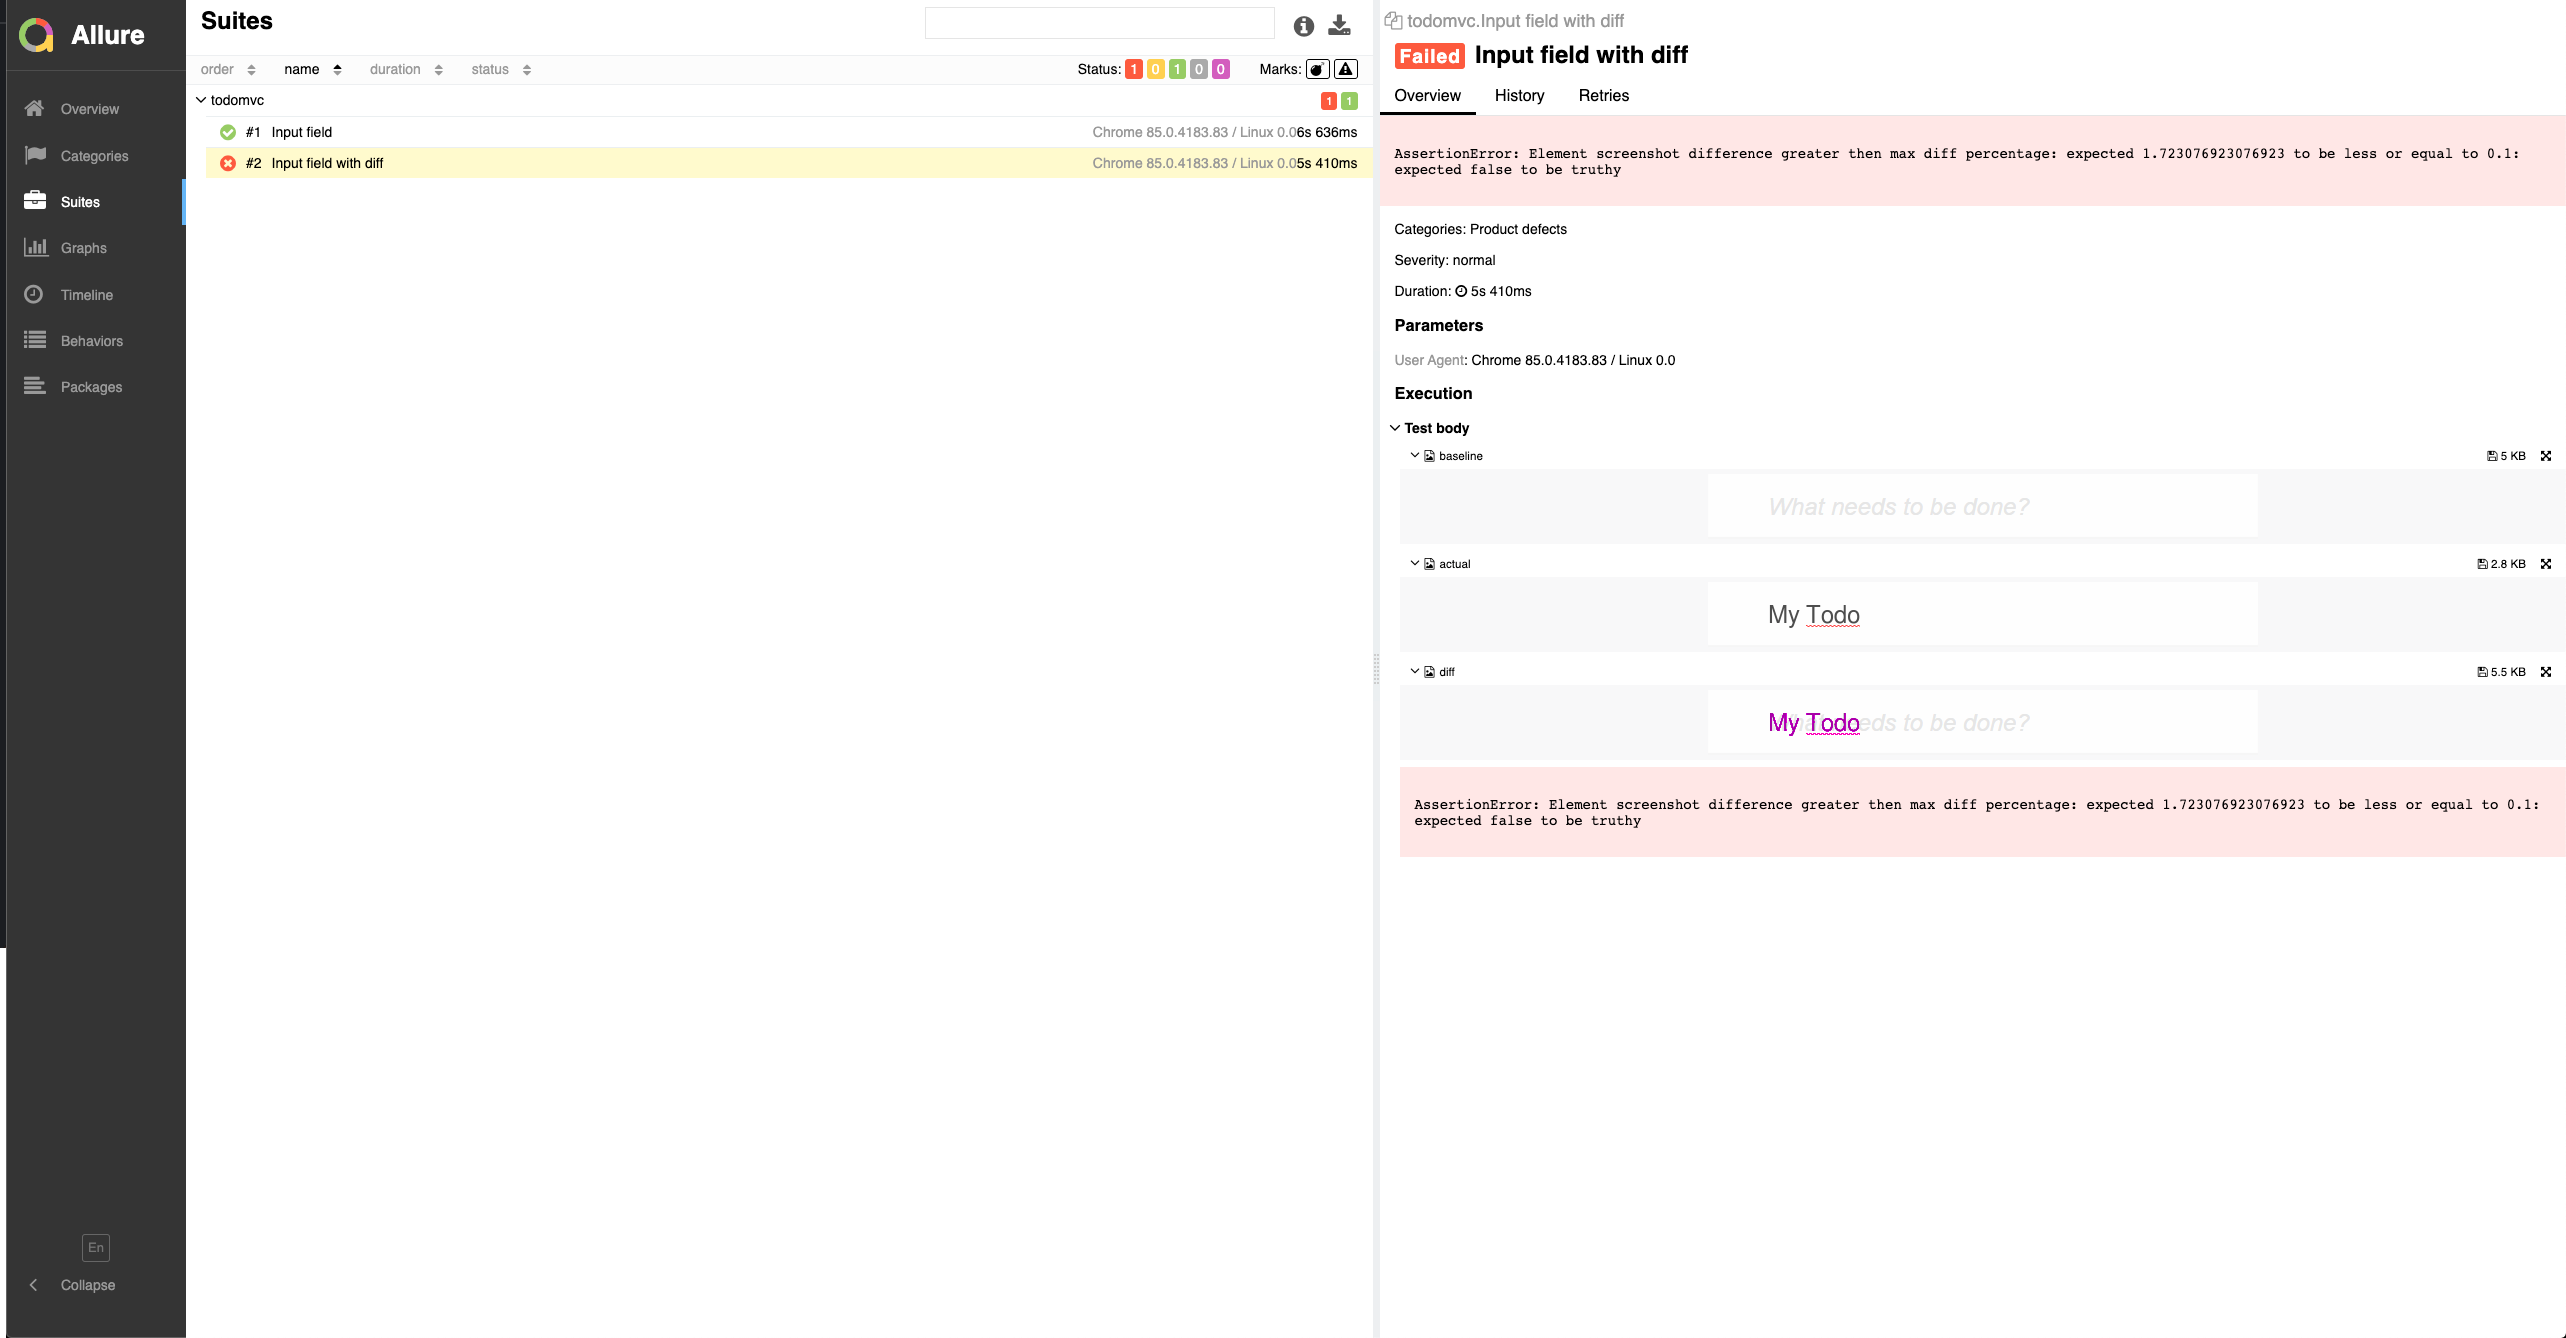 Allure
Overview
Categories
Suites
Graphs
Timeline
Behaviors
Packages
En
Collapse
Suites
order name duration status Status: 1 0 1 0 0 Marks:
todomvc 1 1
#1 Input field Chrome 85.0.4183.83 / Linux 0.0 6s 636ms
#2 Input field with diff Chrome 85.0.4183.83 / Linux 0.0 5s 410ms
todomvc.Input field with diff
Failed Input field with diff
Overview History Retries
AssertionError: Element screenshot difference greater then max diff percentage: expected 1.723076923076923 to be less or equal to 0.1:
expected false to be truthy
Categories: Product defects
Severity: normal
Duration: 5s 410ms
Parameters
User Agent: Chrome 85.0.4183.83 / Linux 0.0
Execution
Test body
baseline 5 KB
What needs to be done?
actual 2.8 KB
My Todo
diff 5.5 KB
My Todo eds to be done?
AssertionError: Element screenshot difference greater then max diff percentage: expected 1.723076923076923 to be less or equal to 0.1:
expected false to be truthy